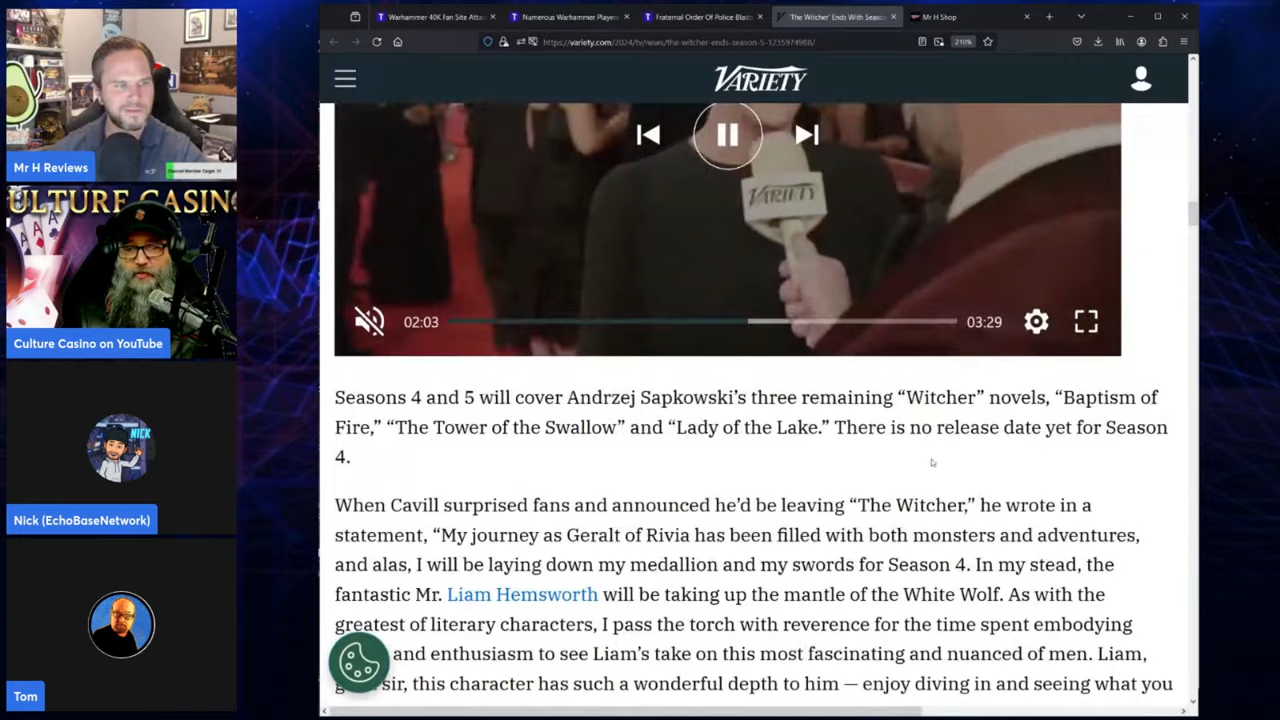 Warhammer 40K Fan Site Attac
Numerous Warhammer Players
Fraternal Order Of Police Blasts
'The Witcher' Ends With Season
Mr H Shop
https://variety.com/2024/tv/news/the-witcher-ends-season-5-1235974988/
210%
VARIETY
VARIETY
02:03
03:29
Seasons 4 and 5 will cover Andrzej Sapkowski's three remaining “Witcher” novels, “Baptism of
Fire,” “The Tower of the Swallow” and “Lady of the Lake.” There is no release date yet for Season
4.
When Cavill surprised fans and announced he'd be leaving “The Witcher,” he wrote in a
statement, “My journey as Geralt of Rivia has been filled with both monsters and adventures,
and alas, I will be laying down my medallion and my swords for Season 4. In my stead, the
fantastic Mr. Liam Hemsworth will be taking up the mantle of the White Wolf. As with the
greatest of literary characters, I pass the torch with reverence for the time spent embodying
and enthusiasm to see Liam's take on this most fascinating and nuanced of men. Liam,
sir, this character has such a wonderful depth to him — enjoy diving in and seeing what you
Mr H Reviews
Channel Member Target
ULTURE CASIN
Culture Casino on YouTube
NICK
Nick (EchoBaseNetwork)
Tom